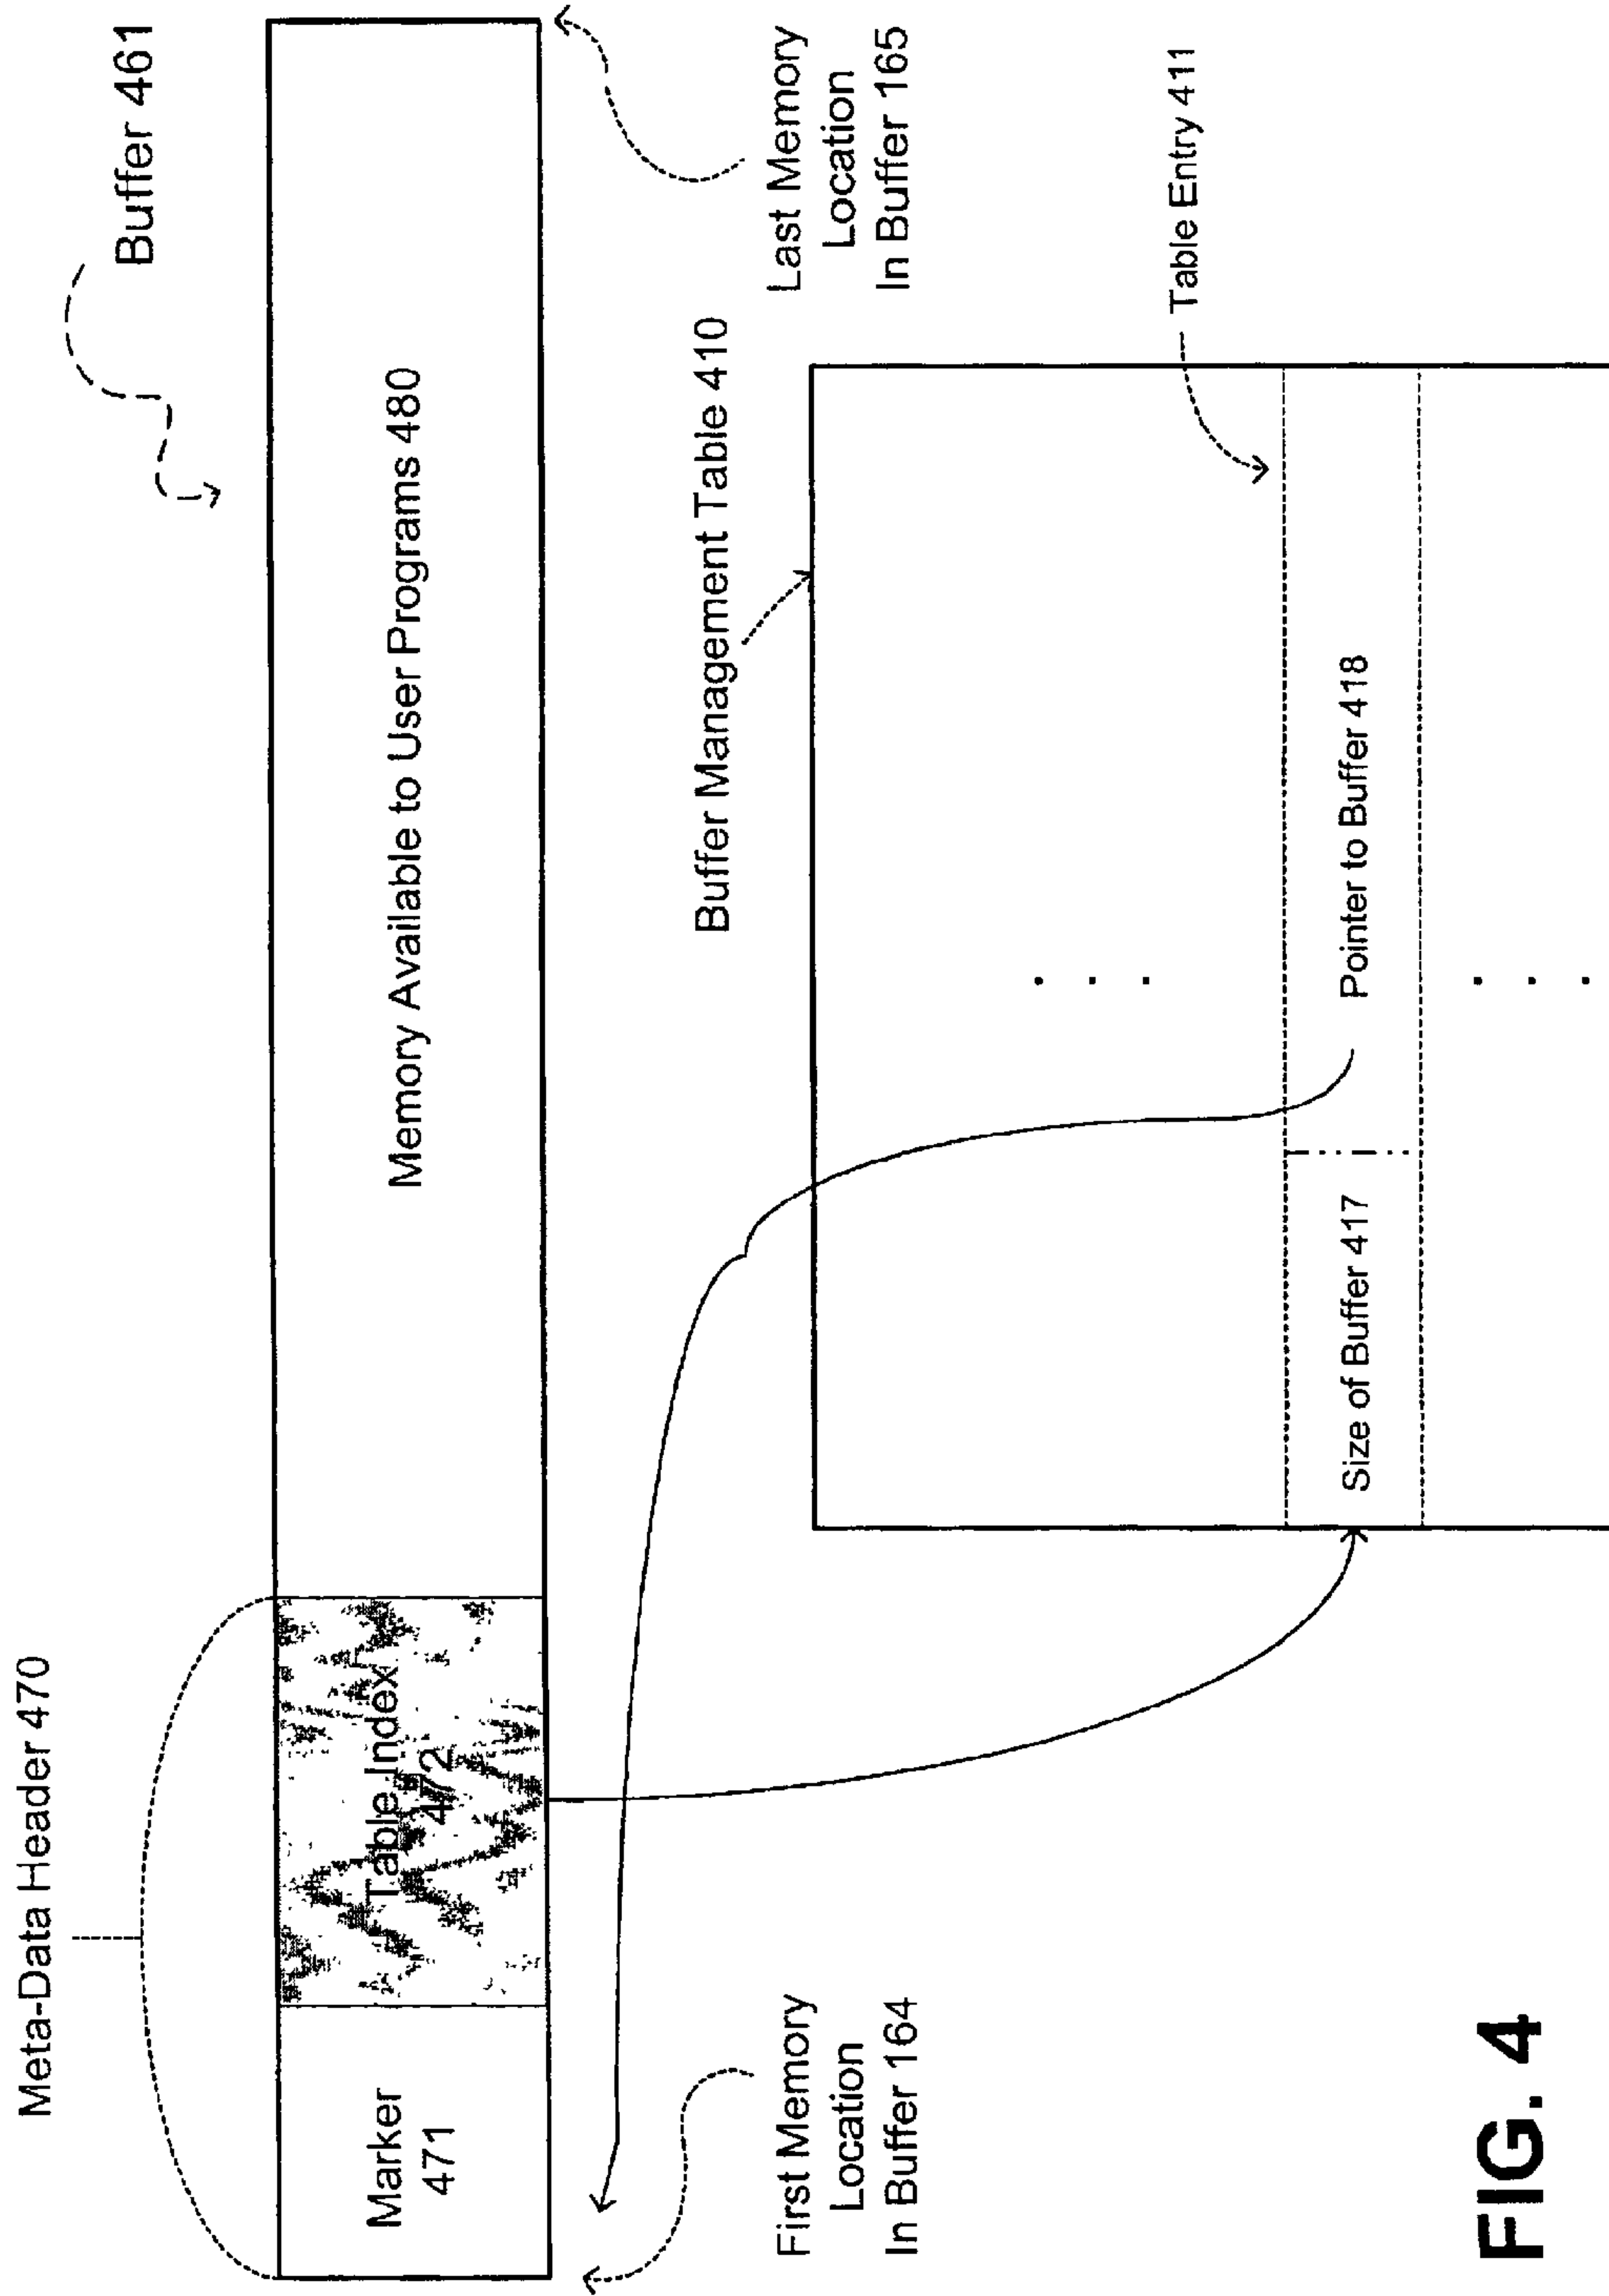 Meta-Data Header 470
Buffer 461
Marker
471
Table Index
472
Memory Available to User Programs 480
First Memory
Location
In Buffer 164
Last Memory
Location
In Buffer 165
Buffer Management Table 410
Table Entry 411
. . .
Size of Buffer 417
Pointer to Buffer 418
. . .
FIG. 4